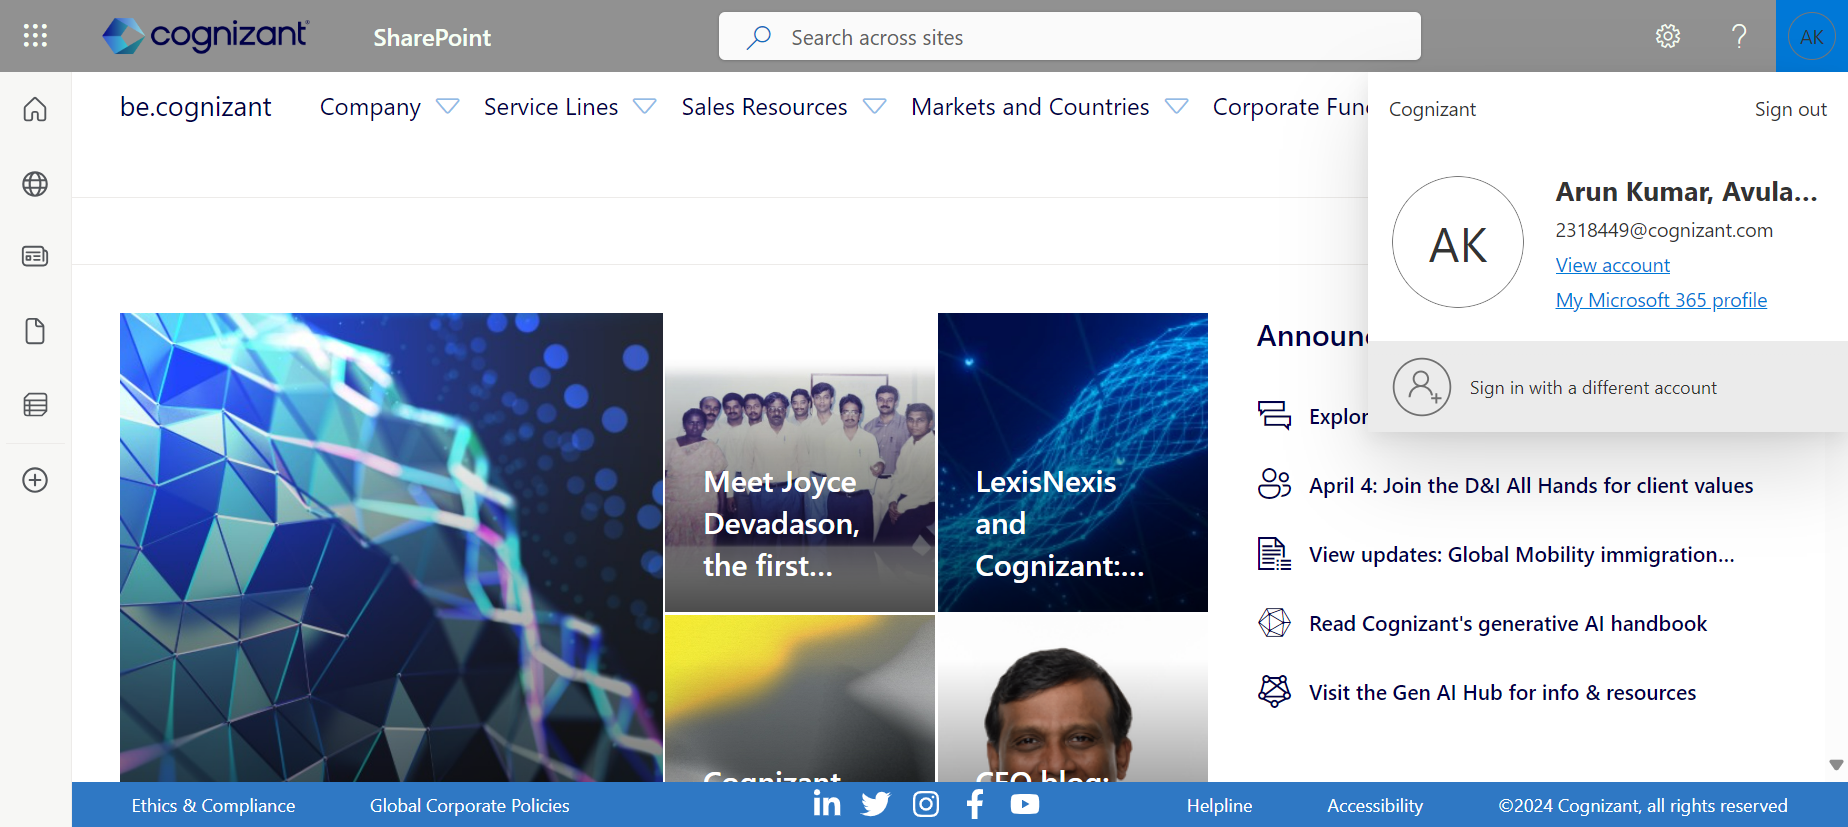 cognizant
SharePoint
Search across sites
AK
be.cognizant
Company
Service Lines
Sales Resources
Markets and Countries
Corporate Fun
Cognizant
Sign out
AK
Arun Kumar, Avula...
2318449@cognizant.com
View account
My Microsoft 365 profile
Sign in with a different account
Meet Joyce
Devadason,
the first...
LexisNexis
and
Cognizant:...
Cognizant
CEO blog:
Announ
Explor
April 4: Join the D&I All Hands for client values
View updates: Global Mobility immigration...
Read Cognizant's generative AI handbook
Visit the Gen AI Hub for info & resources
Ethics & Compliance
Global Corporate Policies
Helpline
Accessibility
©2024 Cognizant, all rights reserved